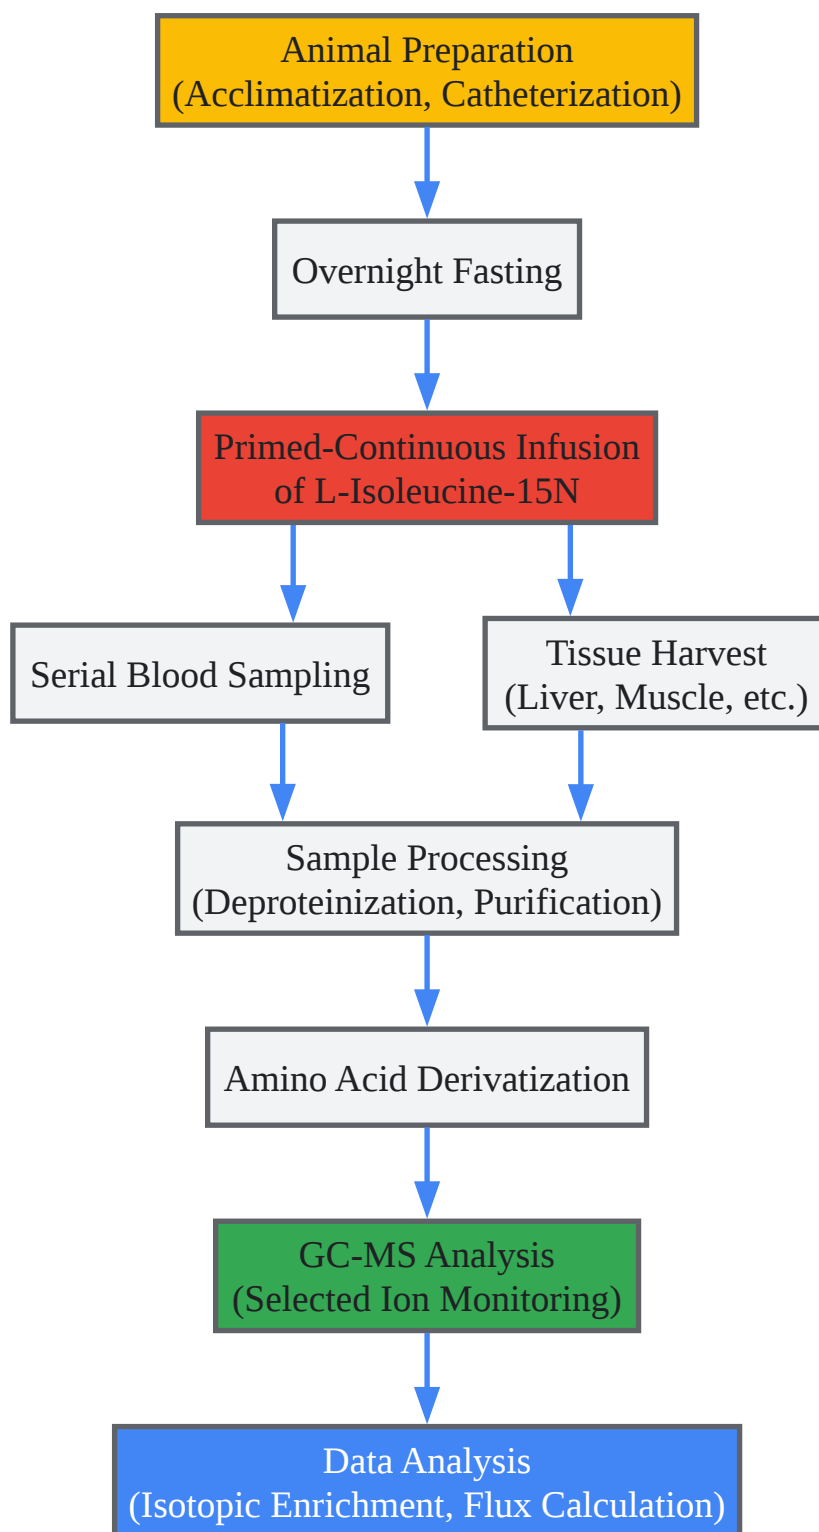 Animal Preparation
(Acclimatization, Catheterization)
Overnight Fasting
Primed-Continuous Infusion
of L-Isoleucine-15N
Serial Blood Sampling
Tissue Harvest
(Liver, Muscle, etc.)
Sample Processing
(Deproteinization, Purification)
Amino Acid Derivatization
GC-MS Analysis
(Selected Ion Monitoring)
Data Analysis
(Isotopic Enrichment, Flux Calculation)